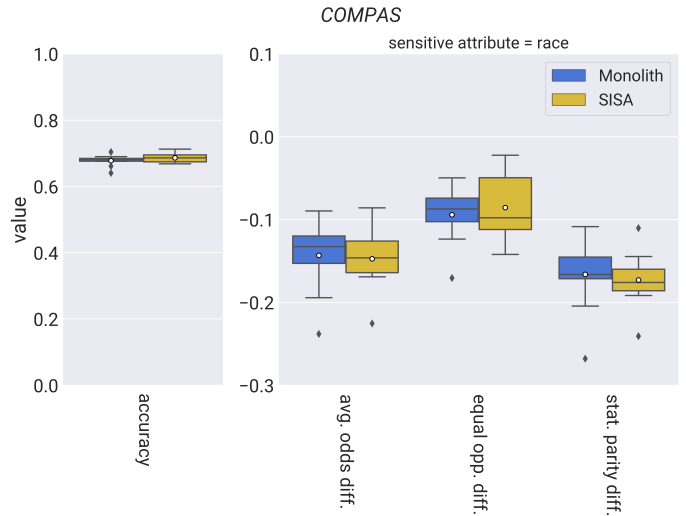 COMPAS
sensitive attribute = race
value
1.0
0.8
0.6
0.4
0.2
0.0
accuracy
0.1
0.0
−0.1
−0.2
−0.3
Monolith
SISA
avg. odds diff.
equal opp. diff.
stat. parity diff.